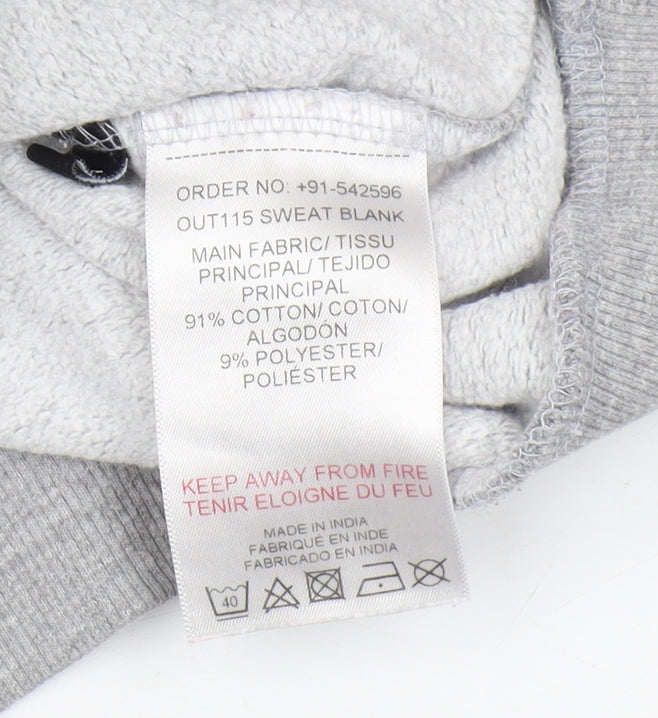 ORDER NO: +91-542596
OUT115 SWEAT BLANK
MAIN FABRIC/ TISSU
PRINCIPAL/ TEJIDO
PRINCIPAL
91% COTTON/ COTON/
ALGODÓN
9% POLYESTER/
POLIÉSTER
KEEP AWAY FROM FIRE
TENIR ELOIGNE DU FEU
MADE IN INDIA
FABRIQUÉ EN INDE
FABRICADO EN INDIA
40